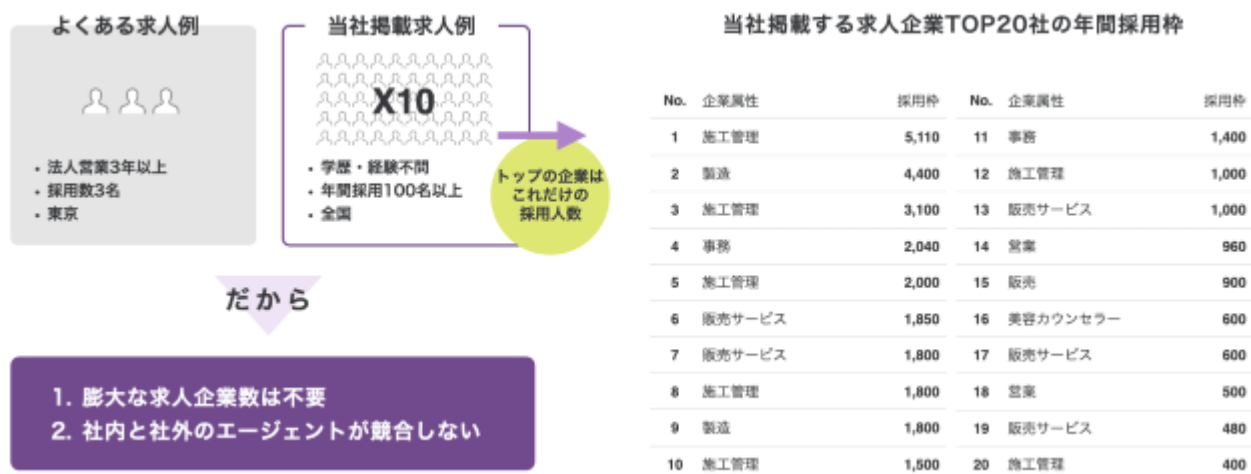 よくある求人例
・法人営業3年以上
・採用数3名
・東京
当社掲載求人例
X10
・学歴・経験不問
・年間採用100名以上
・全国
トップの企業は
これだけの
採用人数
だから
1. 膨大な求人企業数は不要
2. 社内と社外のエージェントが競合しない
当社掲載する求人企業TOP20社の年間採用枠
No. 企業属性 採用枠
1 施工管理 5,110
2 製造 4,400
3 施工管理 3,100
4 事務 2,040
5 施工管理 2,000
6 販売サービス 1,850
7 販売サービス 1,800
8 施工管理 1,800
9 製造 1,800
10 施工管理 1,500
No. 企業属性 採用枠
11 事務 1,400
12 施工管理 1,000
13 販売サービス 1,000
14 営業 960
15 販売 900
16 美容カウンセラー 600
17 販売サービス 600
18 営業 500
19 販売サービス 480
20 施工管理 400